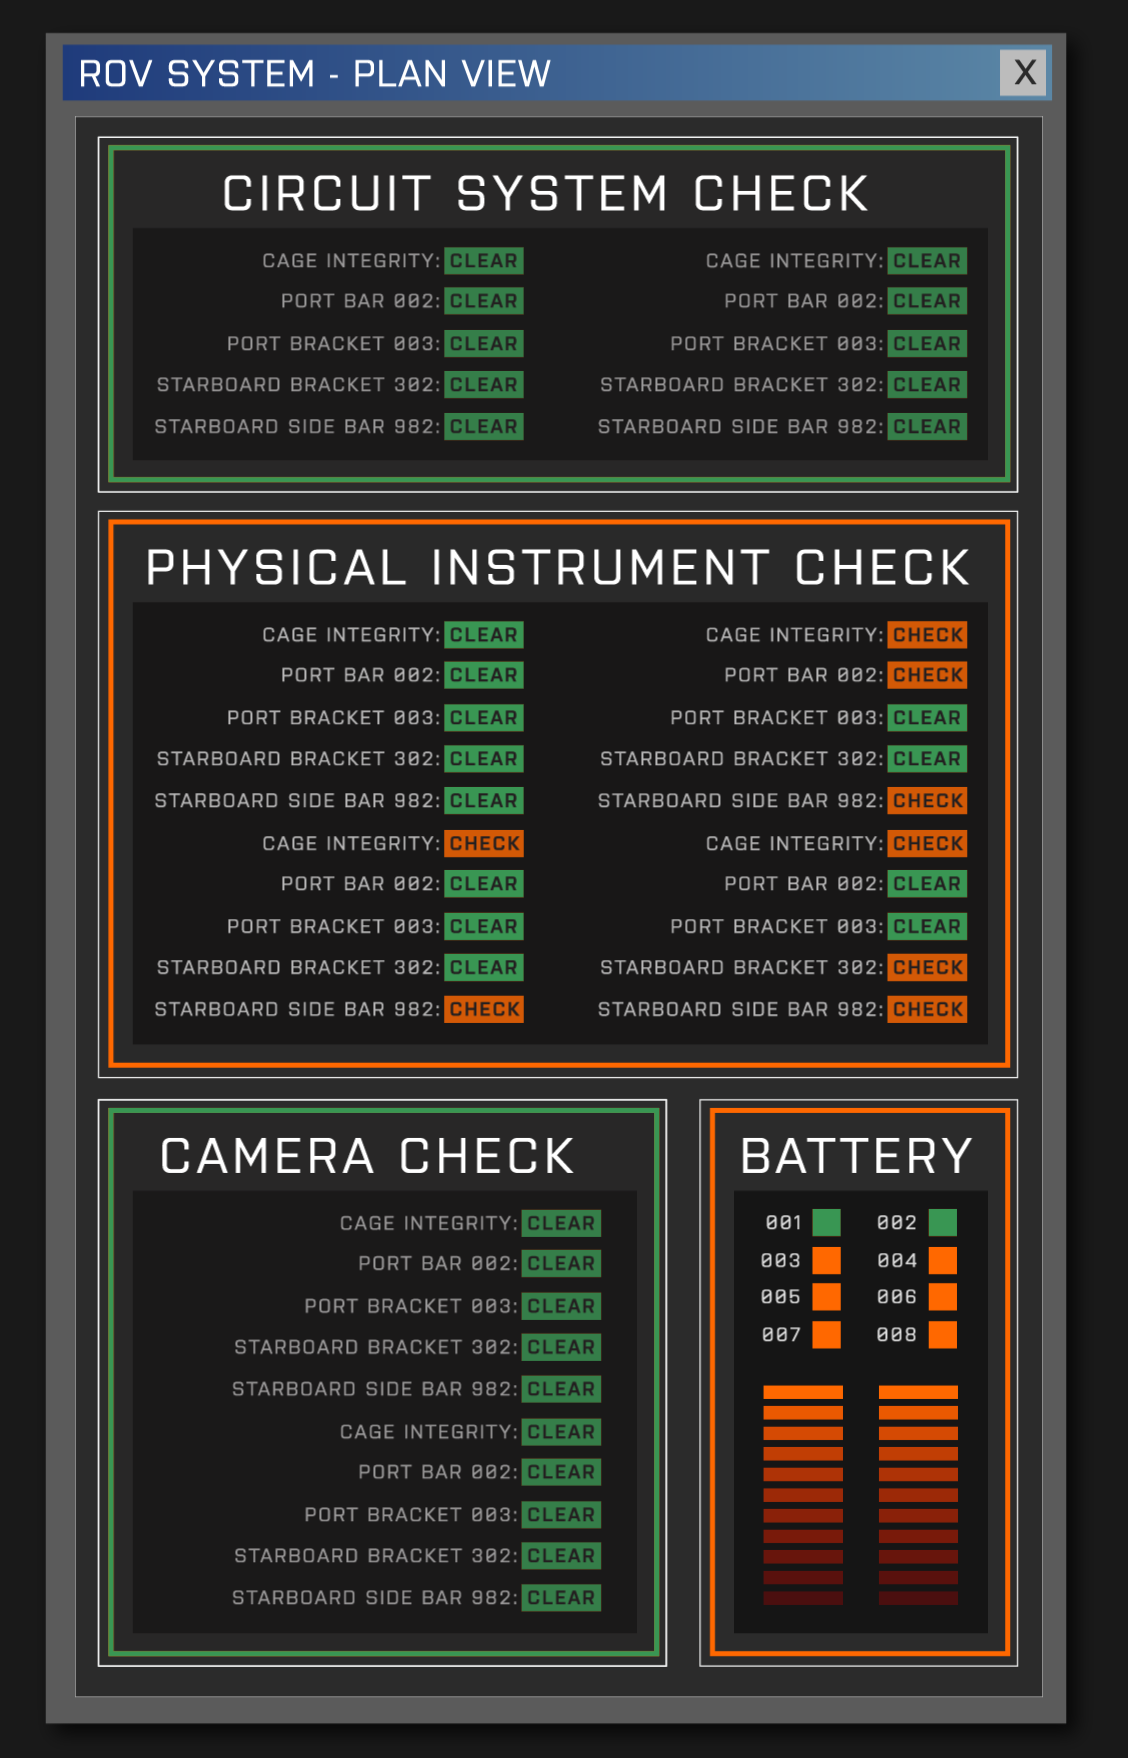 ROV SYSTEM - PLAN VIEW X
CIRCUIT SYSTEM CHECK
CAGE INTEGRITY: CLEAR CAGE INTEGRITY: CLEAR
PORT BAR 002: CLEAR PORT BAR 002: CLEAR
PORT BRACKET 003: CLEAR PORT BRACKET 003: CLEAR
STARBOARD BRACKET 302: CLEAR STARBOARD BRACKET 302: CLEAR
STARBOARD SIDE BAR 982: CLEAR STARBOARD SIDE BAR 982: CLEAR
PHYSICAL INSTRUMENT CHECK
CAGE INTEGRITY: CLEAR CAGE INTEGRITY: CHECK
PORT BAR 002: CLEAR PORT BAR 002: CHECK
PORT BRACKET 003: CLEAR PORT BRACKET 003: CLEAR
STARBOARD BRACKET 302: CLEAR STARBOARD BRACKET 302: CLEAR
STARBOARD SIDE BAR 982: CLEAR STARBOARD SIDE BAR 982: CHECK
CAGE INTEGRITY: CHECK CAGE INTEGRITY: CHECK
PORT BAR 002: CLEAR PORT BAR 002: CLEAR
PORT BRACKET 003: CLEAR PORT BRACKET 003: CLEAR
STARBOARD BRACKET 302: CLEAR STARBOARD BRACKET 302: CHECK
STARBOARD SIDE BAR 982: CHECK STARBOARD SIDE BAR 982: CHECK
CAMERA CHECK
CAGE INTEGRITY: CLEAR
PORT BAR 002: CLEAR
PORT BRACKET 003: CLEAR
STARBOARD BRACKET 302: CLEAR
STARBOARD SIDE BAR 982: CLEAR
CAGE INTEGRITY: CLEAR
PORT BAR 002: CLEAR
PORT BRACKET 003: CLEAR
STARBOARD BRACKET 302: CLEAR
STARBOARD SIDE BAR 982: CLEAR
BATTERY
001 002
003 004
005 006
007 008